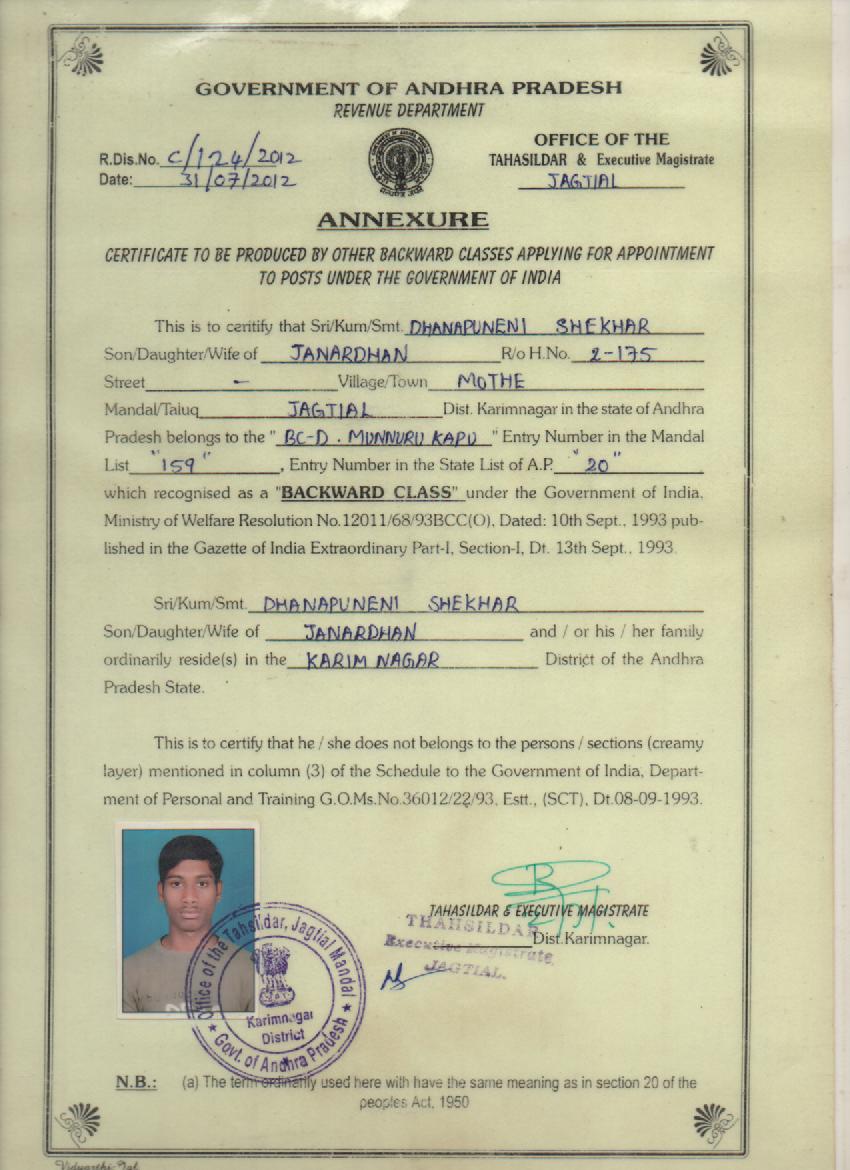 GOVERNMENT OF ANDHRA PRADESH
REVENUE DEPARTMENT
R.Dis.No. C/124/2012
Date: 31/07/2012
OFFICE OF THE
TAHASILDAR & Executive Magistrate
JAGTIAL
ANNEXURE
CERTIFICATE TO BE PRODUCED BY OTHER BACKWARD CLASSES APPLYING FOR APPOINTMENT
TO POSTS UNDER THE GOVERNMENT OF INDIA
This is to certify that Sri/Kum/Smt. DHANAPUNENI SHEKHAR
Son/Daughter/Wife of JANARDHAN R/o H.No. 2-175
Street - Village/Town MOTHE
Mandal/Taluq JAGTIAL Dist. Karimnagar in the state of Andhra
Pradesh belongs to the " BC-D . MUNNURU KAPU " Entry Number in the Mandal
List "159" , Entry Number in the State List of A.P. "20"
which recognised as a "BACKWARD CLASS" under the Government of India,
Ministry of Welfare Resolution No.12011/68/93BCC(O), Dated: 10th Sept., 1993 pub-
lished in the Gazette of India Extraordinary Part-I, Section-I, Dt. 13th Sept., 1993.
Sri/Kum/Smt. DHANAPUNENI SHEKHAR
Son/Daughter/Wife of JANARDHAN and / or his / her family
ordinarily reside(s) in the KARIM NAGAR District of the Andhra
Pradesh State.
This is to certify that he / she does not belongs to the persons / sections (creamy
layer) mentioned in column (3) of the Schedule to the Government of India, Depart-
ment of Personal and Training G.O.Ms.No.36012/22/93, Estt., (SCT), Dt.08-09-1993.
TAHASILDAR & EXECUTIVE MAGISTRATE
Dist.Karimnagar.
THAHSILDAR
Executive Magistrate,
JAGTIAL.
Office of the Tahsildar, Jagtial Mandal
Karimnagar
District
★ Govt. of Andhra Pradesh ★
N.B.: (a) The term ordinarily used here with have the same meaning as in section 20 of the
peoples Act, 1950